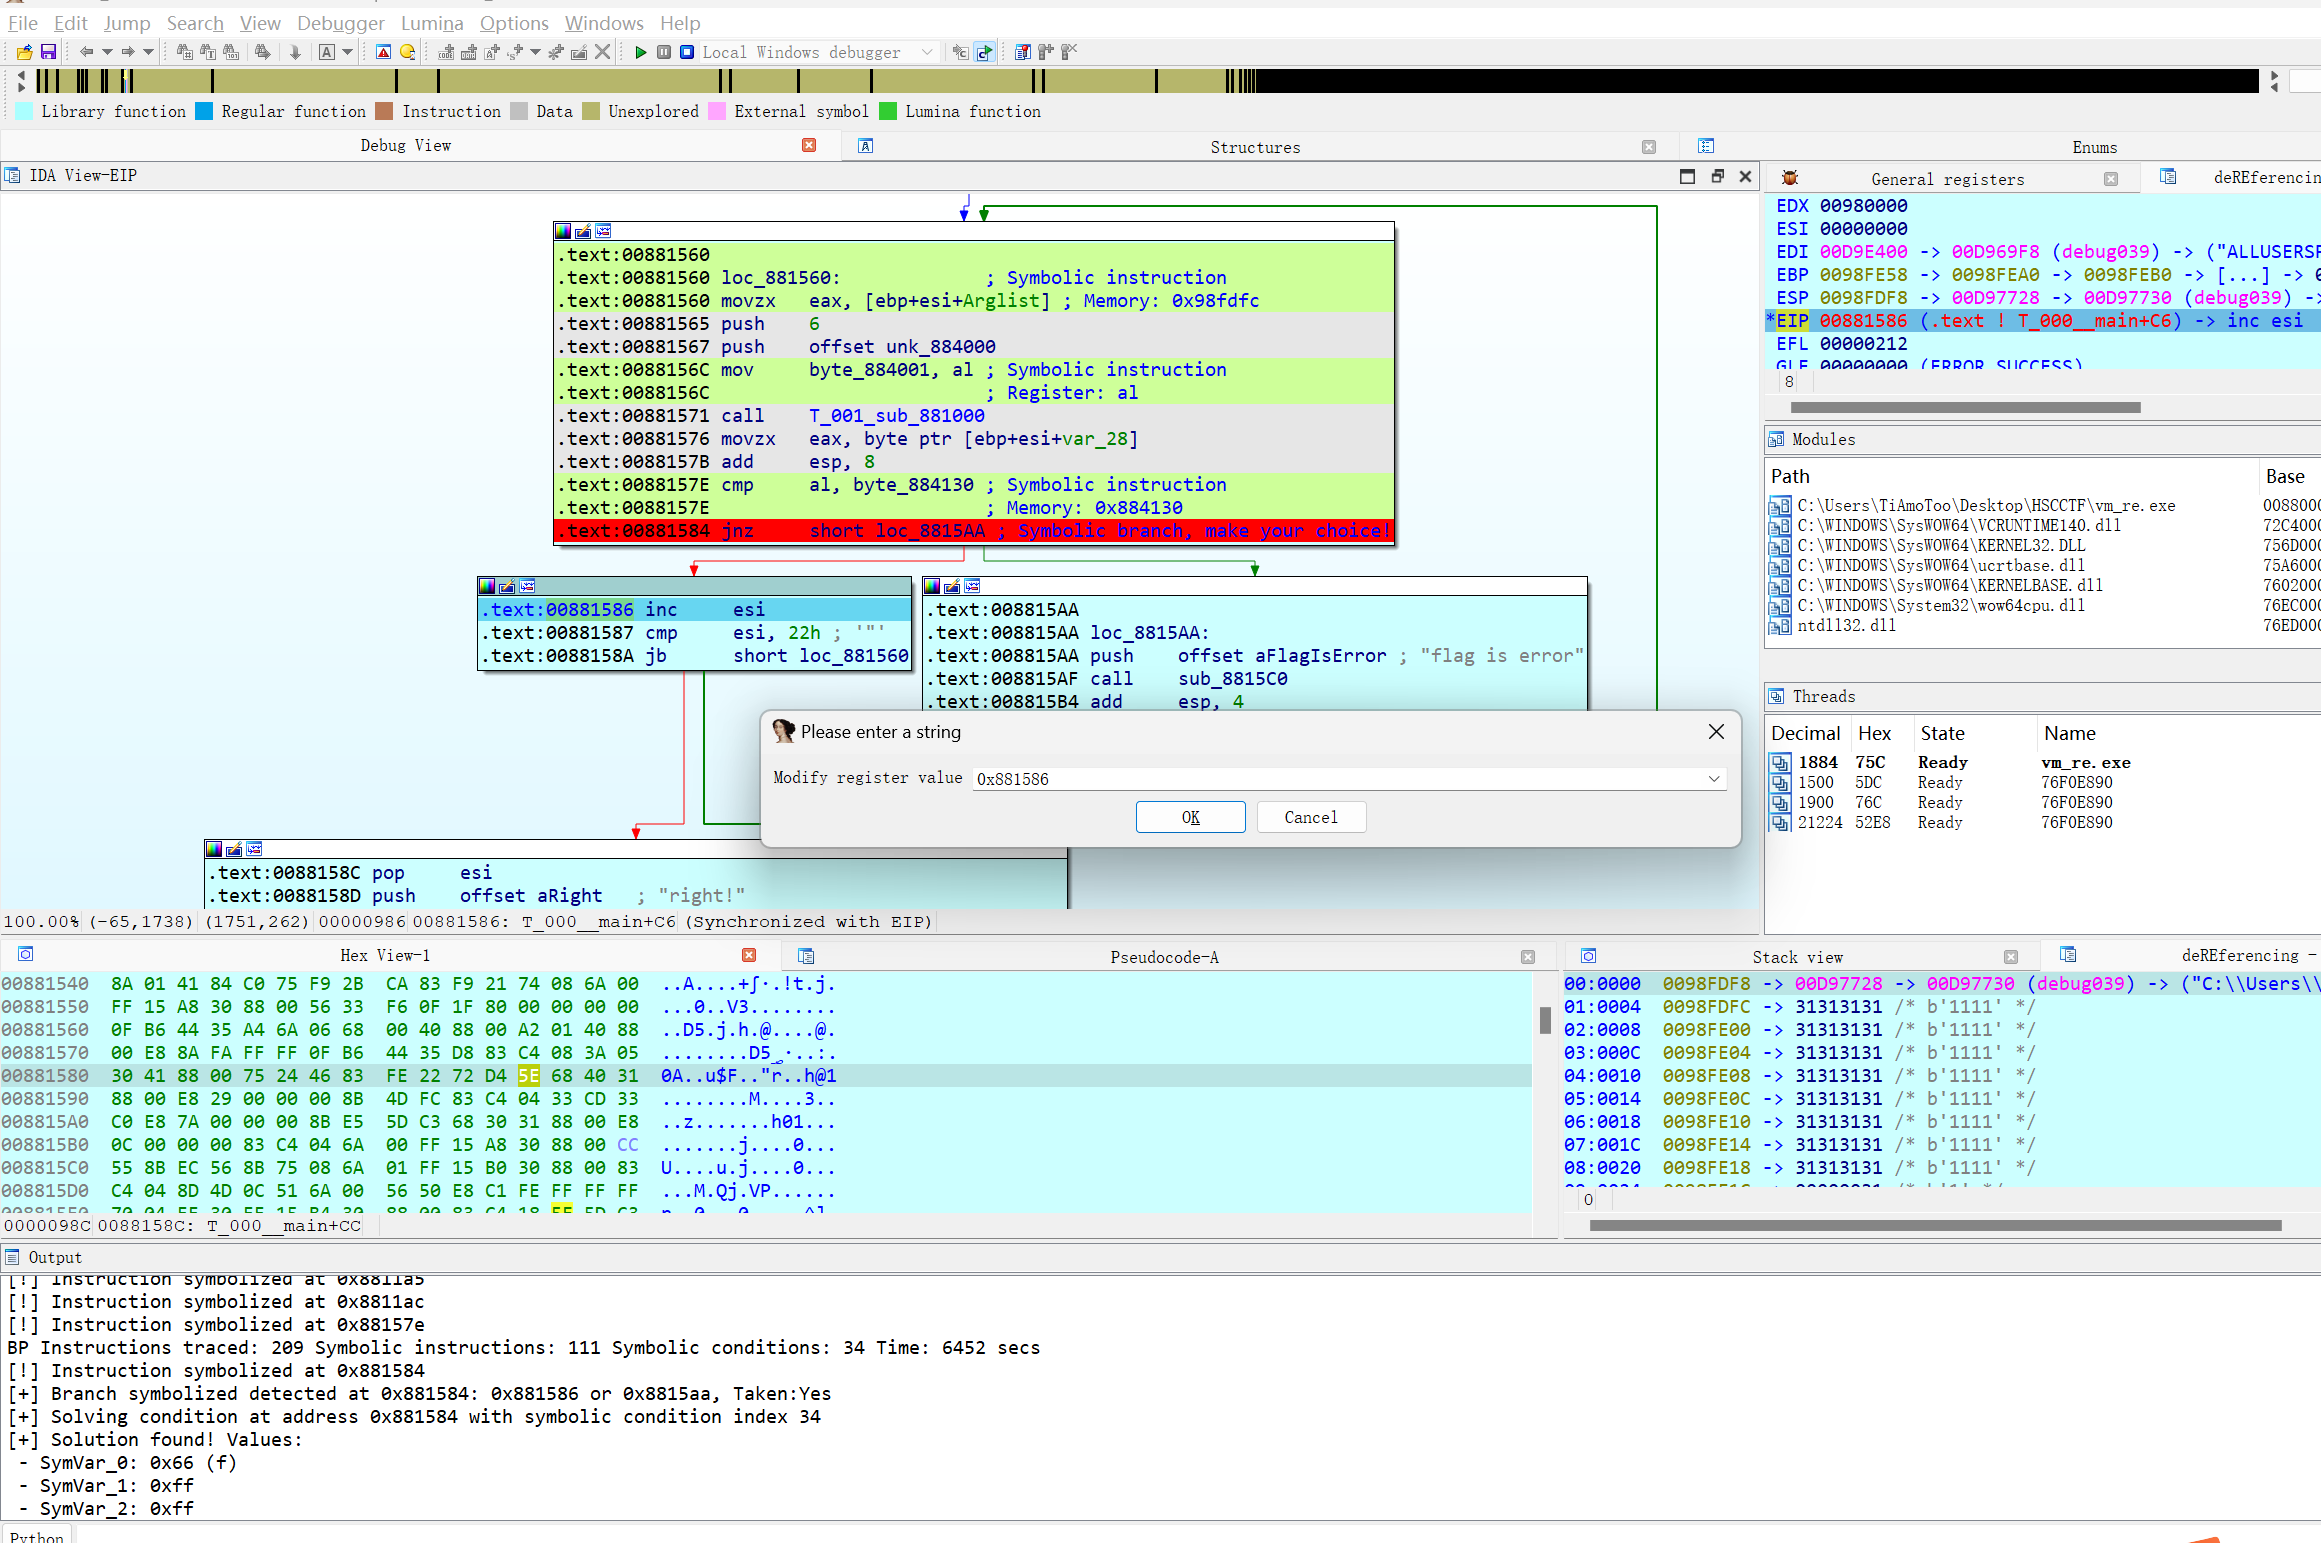 File Edit Jump Search View Debugger Lumina Options Windows Help
Local Windows debugger
Library function Regular function Instruction Data Unexplored External symbol Lumina function
Debug View Structures Enums
IDA View-EIP
.text:00881560
.text:00881560 loc_881560: ; Symbolic instruction
.text:00881560 movzx eax, [ebp+esi+Arglist] ; Memory: 0x98fdfc
.text:00881565 push 6
.text:00881567 push offset unk_884000
.text:0088156C mov byte_884001, al ; Symbolic instruction
.text:0088156C ; Register: al
.text:00881571 call T_001_sub_881000
.text:00881576 movzx eax, byte ptr [ebp+esi+var_28]
.text:0088157B add esp, 8
.text:0088157E cmp al, byte_884130 ; Symbolic instruction
.text:0088157E ; Memory: 0x884130
.text:00881584 jnz short loc_8815AA ; Symbolic branch, make your choice!
.text:00881586 inc esi
.text:00881587 cmp esi, 22h ; '"'
.text:0088158A jb short loc_881560
.text:008815AA
.text:008815AA loc_8815AA:
.text:008815AA push offset aFlagIsError ; "flag is error"
.text:008815AF call sub_8815C0
.text:008815B4 add esp, 4
Please enter a string
Modify register value 0x881586
OK Cancel
.text:0088158C pop esi
.text:0088158D push offset aRight ; "right!"
100.00% (-65,1738) (1751,262) 00000986 00881586: T_000__main+C6 (Synchronized with EIP)
General registers deREferencin
EDX 00980000
ESI 00000000
EDI 00D9E400 -> 00D969F8 (debug039) -> ("ALLUSERSP
EBP 0098FE58 -> 0098FEA0 -> 0098FEB0 -> [...] -> 0
ESP 0098FDF8 -> 00D97728 -> 00D97730 (debug039) ->
*EIP 00881586 (.text ! T_000__main+C6) -> inc esi
EFL 00000212
GLE 00000000 (ERROR_SUCCESS)
8
Modules
Path Base
C:\Users\TiAmoToo\Desktop\HSCCTF\vm_re.exe 008800
C:\WINDOWS\SysWOW64\VCRUNTIME140.dll 72C400
C:\WINDOWS\SysWOW64\KERNEL32.DLL 756D00
C:\WINDOWS\SysWOW64\ucrtbase.dll 75A600
C:\WINDOWS\SysWOW64\KERNELBASE.dll 760200
C:\WINDOWS\System32\wow64cpu.dll 76EC00
ntdll32.dll 76ED00
Threads
Decimal Hex State Name
1884 75C Ready vm_re.exe
1500 5DC Ready 76F0E890
1900 76C Ready 76F0E890
21224 52E8 Ready 76F0E890
Hex View-1 Pseudocode-A
00881540 8A 01 41 84 C0 75 F9 2B CA 83 F9 21 74 08 6A 00 ..A....+ʃ·.!t.j.
00881550 FF 15 A8 30 88 00 56 33 F6 0F 1F 80 00 00 00 00 ...0..V3........
00881560 0F B6 44 35 A4 6A 06 68 00 40 88 00 A2 01 40 88 ..D5.j.h.@....@.
00881570 00 E8 8A FA FF FF 0F B6 44 35 D8 83 C4 08 3A 05
00881580 30 41 88 00 75 24 46 83 FE 22 72 D4 5E 68 40 31 0A..u$F.."r..h@1
00881590 88 00 E8 29 00 00 00 8B 4D FC 83 C4 04 33 CD 33 ........M....3..
008815A0 C0 E8 7A 00 00 00 8B E5 5D C3 68 30 31 88 00 E8 ..z.......h01...
008815B0 0C 00 00 00 83 C4 04 6A 00 FF 15 A8 30 88 00 CC .......j....0...
008815C0 55 8B EC 56 8B 75 08 6A 01 FF 15 B0 30 88 00 83 U....u.j....0...
008815D0 C4 04 8D 4D 0C 51 6A 00 56 50 E8 C1 FE FF FF FF ...M.Qj.VP......
0000098C 0088158C: T_000__main+CC
Stack view deREferencing -
00:0000 0098FDF8 -> 00D97728 -> 00D97730 (debug039) -> ("C:\\Users\\
01:0004 0098FDFC -> 31313131 /* b'1111' */
02:0008 0098FE00 -> 31313131 /* b'1111' */
03:000C 0098FE04 -> 31313131 /* b'1111' */
04:0010 0098FE08 -> 31313131 /* b'1111' */
05:0014 0098FE0C -> 31313131 /* b'1111' */
06:0018 0098FE10 -> 31313131 /* b'1111' */
07:001C 0098FE14 -> 31313131 /* b'1111' */
08:0020 0098FE18 -> 31313131 /* b'1111' */
0
Output
[!] Instruction symbolized at 0x8811a5
[!] Instruction symbolized at 0x8811ac
[!] Instruction symbolized at 0x88157e
BP Instructions traced: 209 Symbolic instructions: 111 Symbolic conditions: 34 Time: 6452 secs
[!] Instruction symbolized at 0x881584
[+] Branch symbolized detected at 0x881584: 0x881586 or 0x8815aa, Taken:Yes
[+] Solving condition at address 0x881584 with symbolic condition index 34
[+] Solution found! Values:
- SymVar_0: 0x66 (f)
- SymVar_1: 0xff
- SymVar_2: 0xff
Python